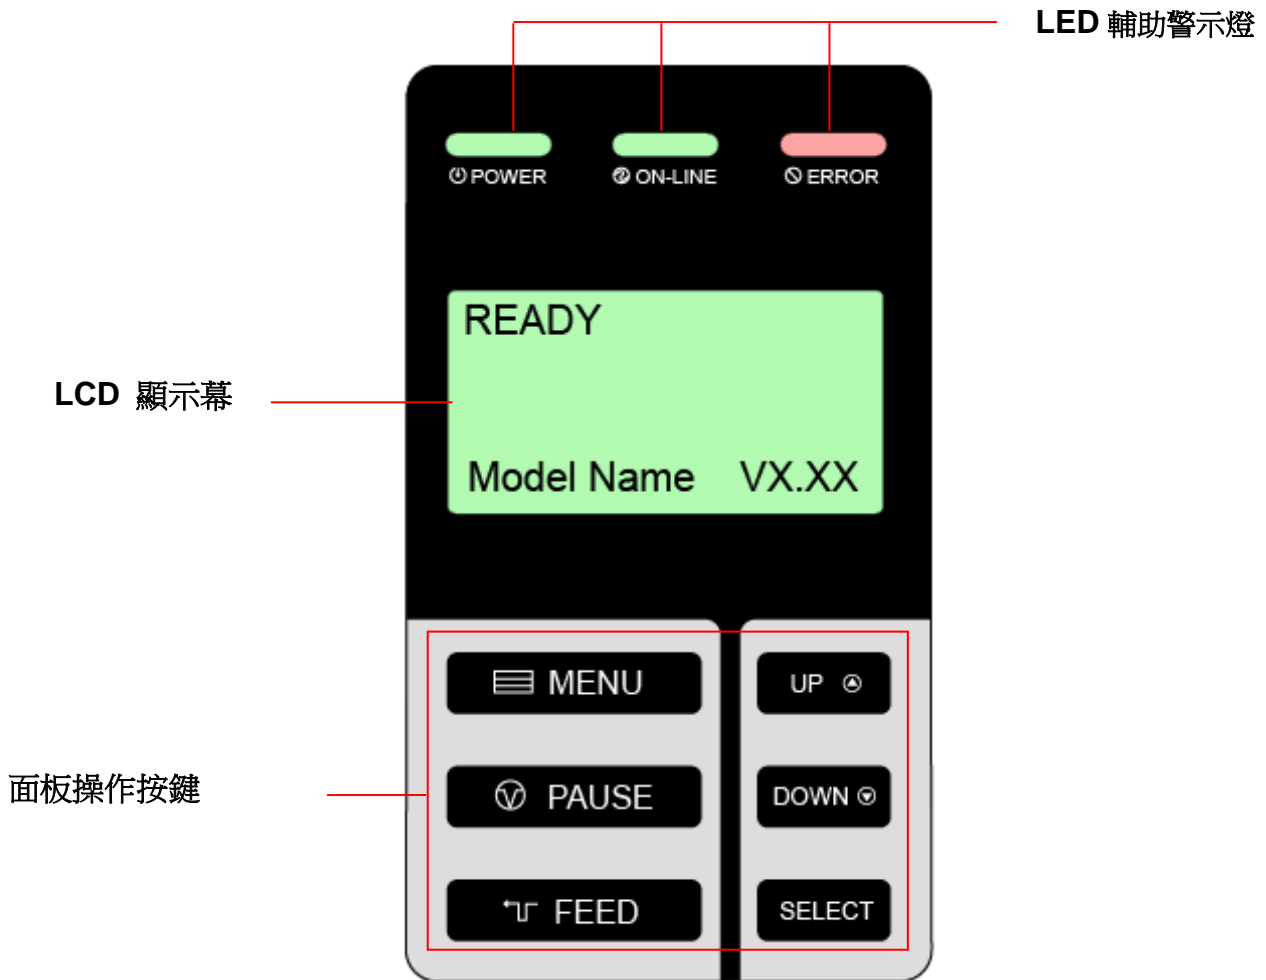 LED 輔助警示燈
POWER ON-LINE ERROR
READY
LCD 顯示幕
Model Name VX.XX
MENU UP
面板操作按鍵
PAUSE DOWN
FEED SELECT